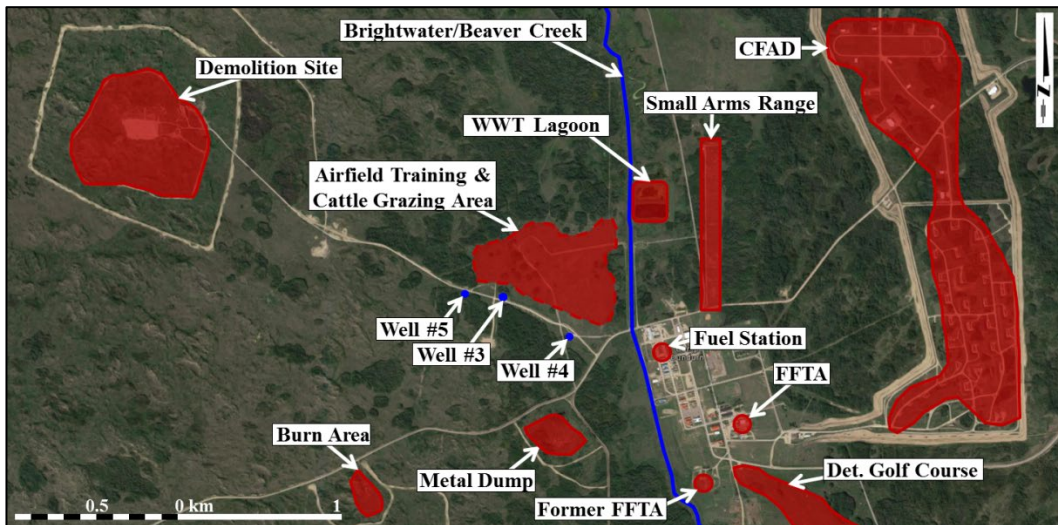 Brightwater/Beaver Creek
CFAD
Demolition Site
Small Arms Range
WWT Lagoon
Airfield Training &
Cattle Grazing Area
Well #5
Well #3
Well #4
Fuel Station
FFTA
Burn Area
Metal Dump
Det. Golf Course
Former FFTA
0.5 0 km 1
N